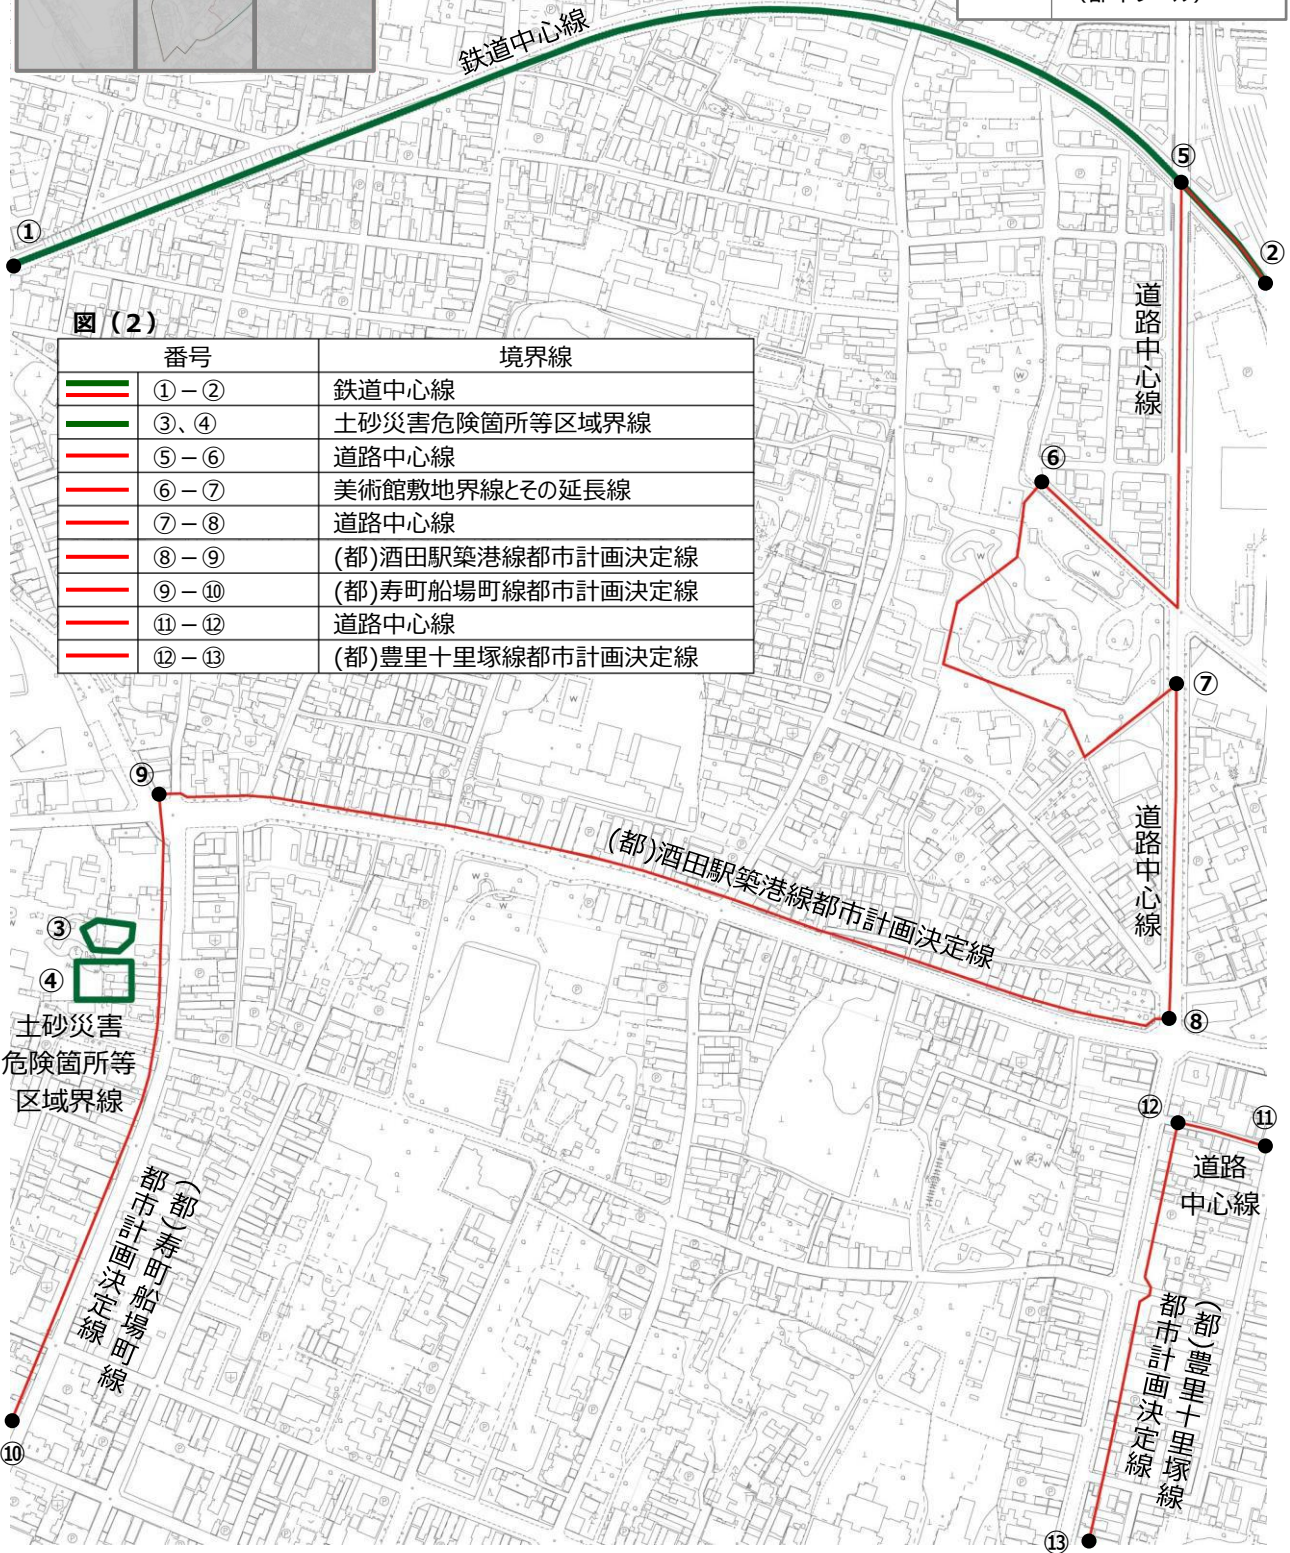 鉄道中心線
①
⑤
②
道路中心線
図（2）
番号 境界線
①－② 鉄道中心線
③、④ 土砂災害危険箇所等区域界線
⑤－⑥ 道路中心線
⑥－⑦ 美術館敷地界線とその延長線
⑦－⑧ 道路中心線
⑧－⑨ (都)酒田駅築港線都市計画決定線
⑨－⑩ (都)寿町船場町線都市計画決定線
⑪－⑫ 道路中心線
⑫－⑬ (都)豊里十里塚線都市計画決定線
⑥
⑦
⑨
(都)酒田駅築港線都市計画決定線
道路中心線
③
④
土砂災害
危険箇所等
区域界線
⑧
⑫
⑪
道路
中心線
(都)寿町船場町線
都市計画決定線
(都)豊里十里塚線
都市計画決定線
⑩
⑬